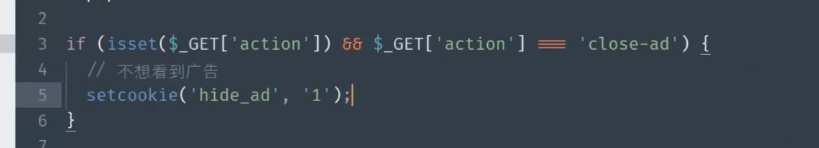 2
3 if (isset($_GET['action']) && $_GET['action'] === 'close-ad') {
4 // 不想看到广告
5 setcookie('hide_ad', '1');
6 }
7